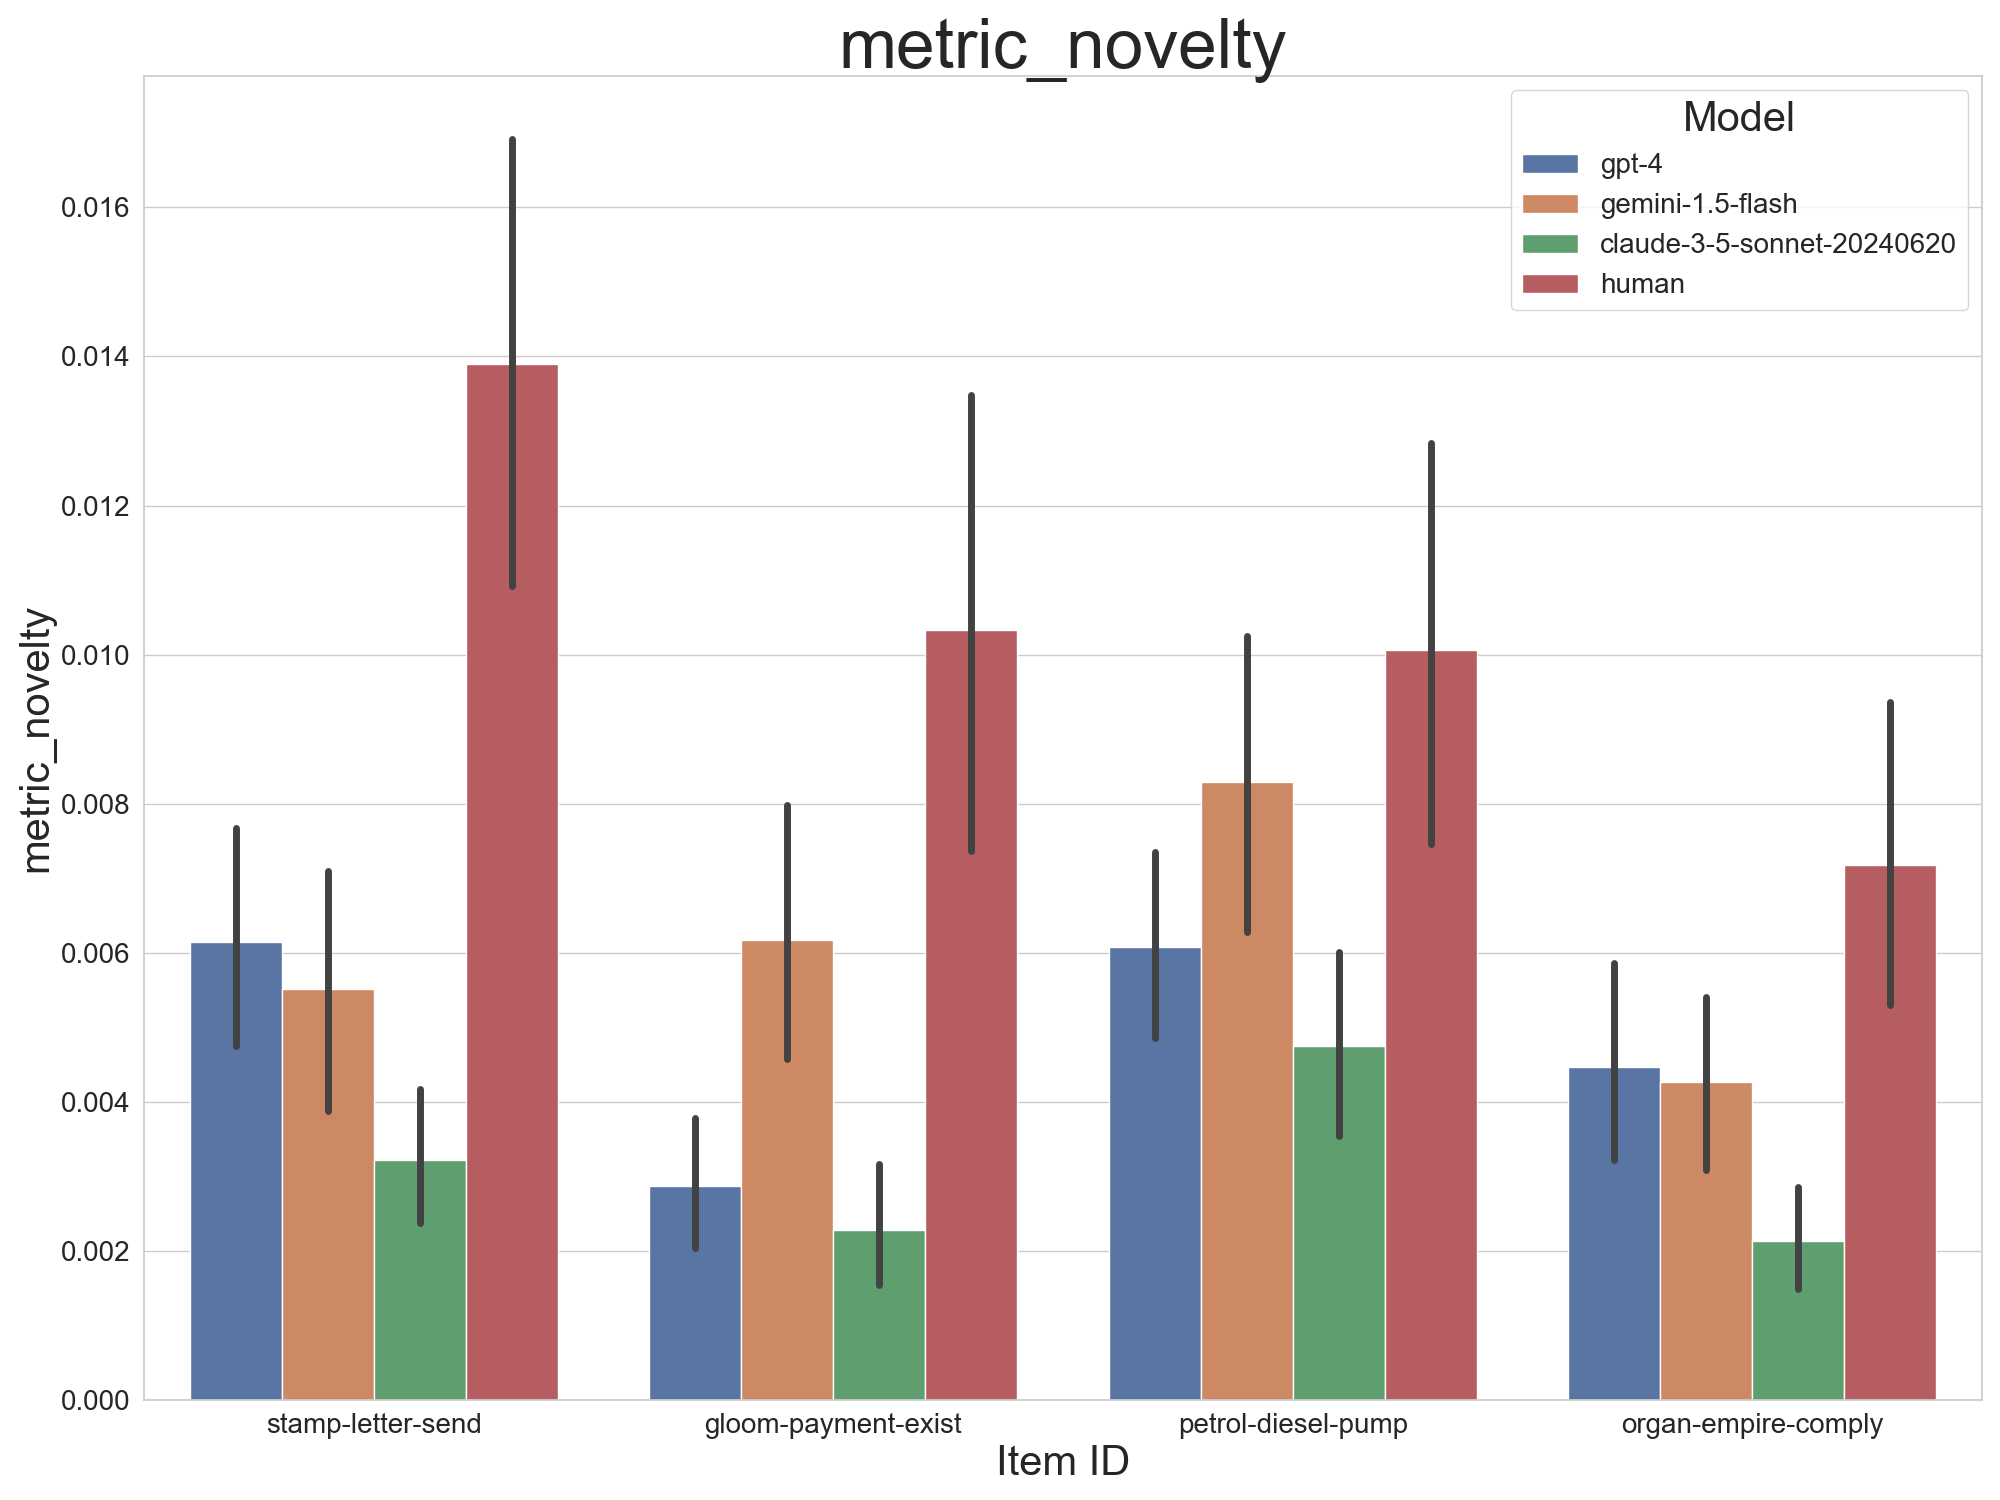 metric_novelty
Model
gpt-4
gemini-1.5-flash
claude-3-5-sonnet-20240620
human
metric_novelty
0.016
0.014
0.012
0.010
0.008
0.006
0.004
0.002
0.000
stamp-letter-send
gloom-payment-exist
petrol-diesel-pump
organ-empire-comply
Item ID